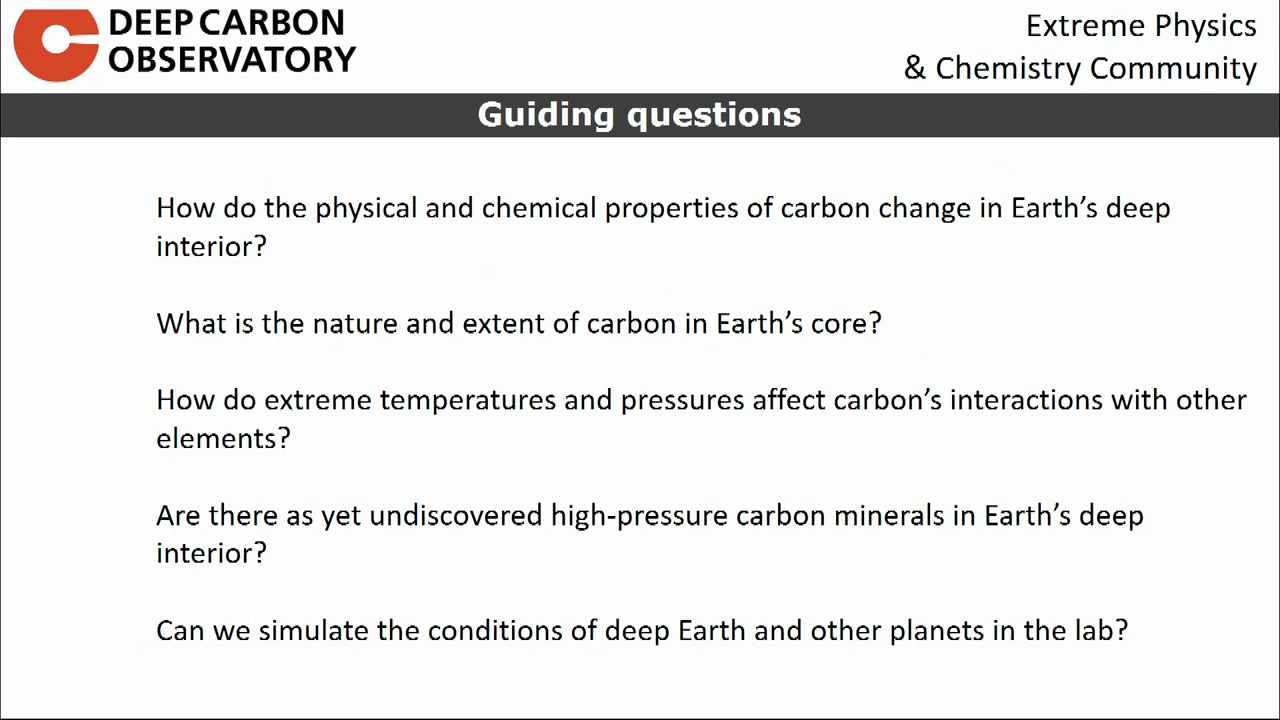 DEEP CARBON
OBSERVATORY
Extreme Physics
& Chemistry Community
Guiding questions
How do the physical and chemical properties of carbon change in Earth’s deep
interior?
What is the nature and extent of carbon in Earth’s core?
How do extreme temperatures and pressures affect carbon’s interactions with other
elements?
Are there as yet undiscovered high-pressure carbon minerals in Earth’s deep
interior?
Can we simulate the conditions of deep Earth and other planets in the lab?